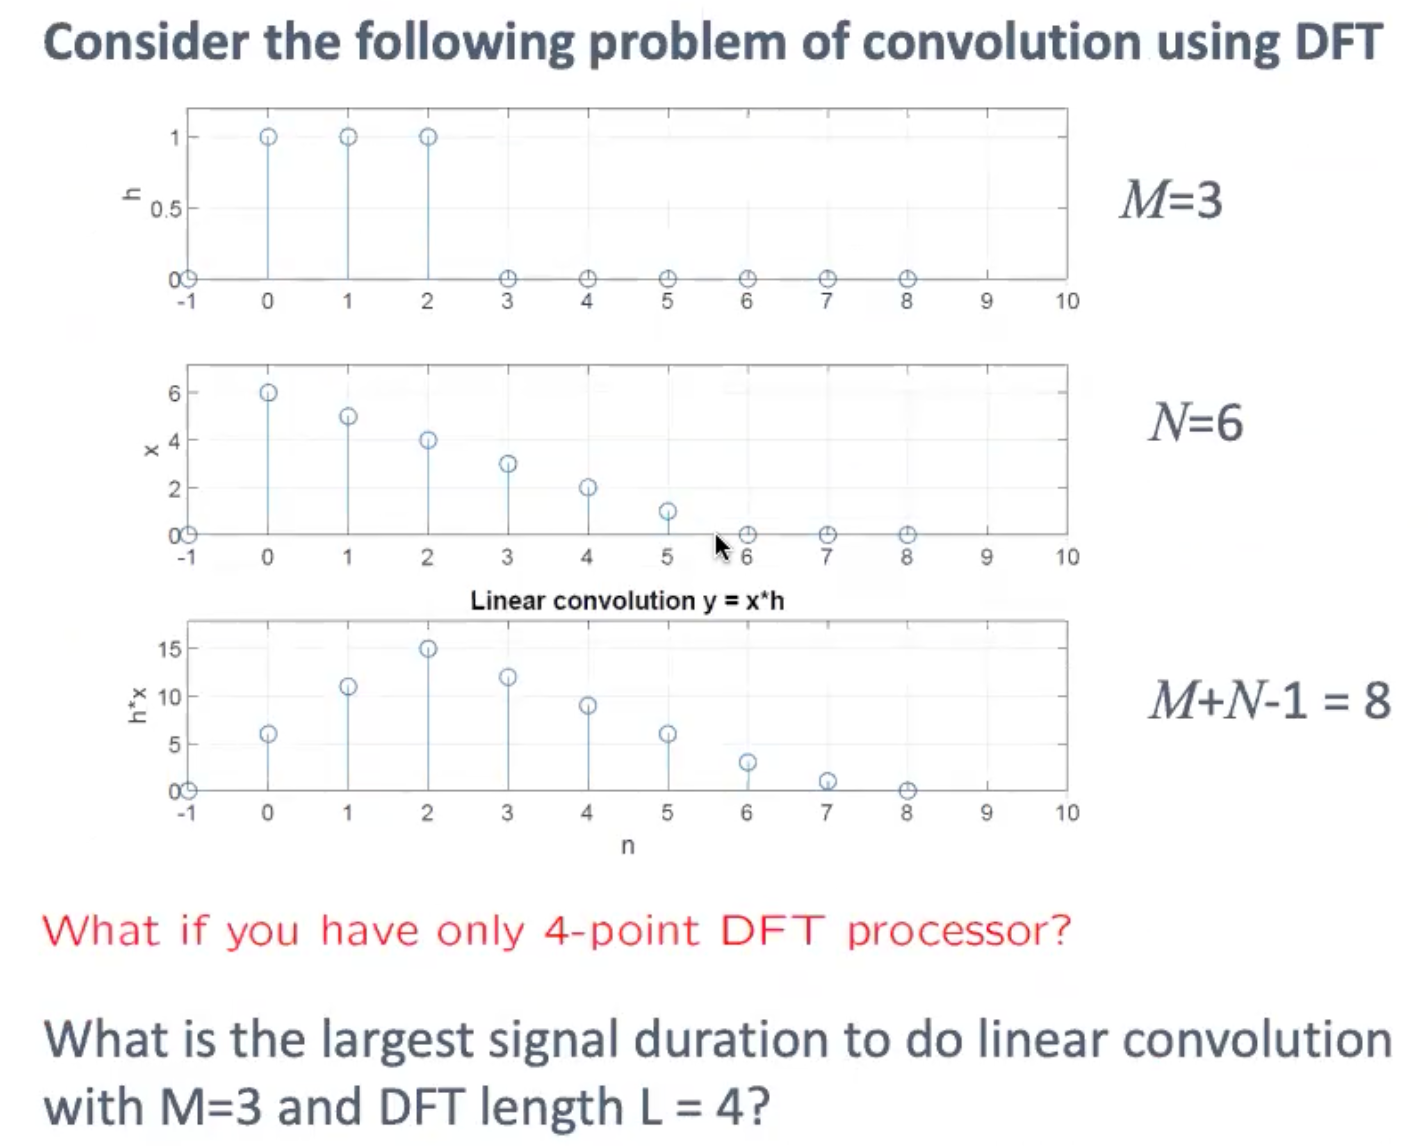 Consider the following problem of convolution using DFT
1
0.5
0
h
-1 0 1 2 3 4 5 6 7 8 9 10
M=3
6
4
2
0
x
-1 0 1 2 3 4 5 6 7 8 9 10
N=6
Linear convolution y = x*h
15
10
5
0
h*x
-1 0 1 2 3 4 5 6 7 8 9 10
n
M+N-1 = 8
What if you have only 4-point DFT processor?
What is the largest signal duration to do linear convolution
with M=3 and DFT length L = 4?